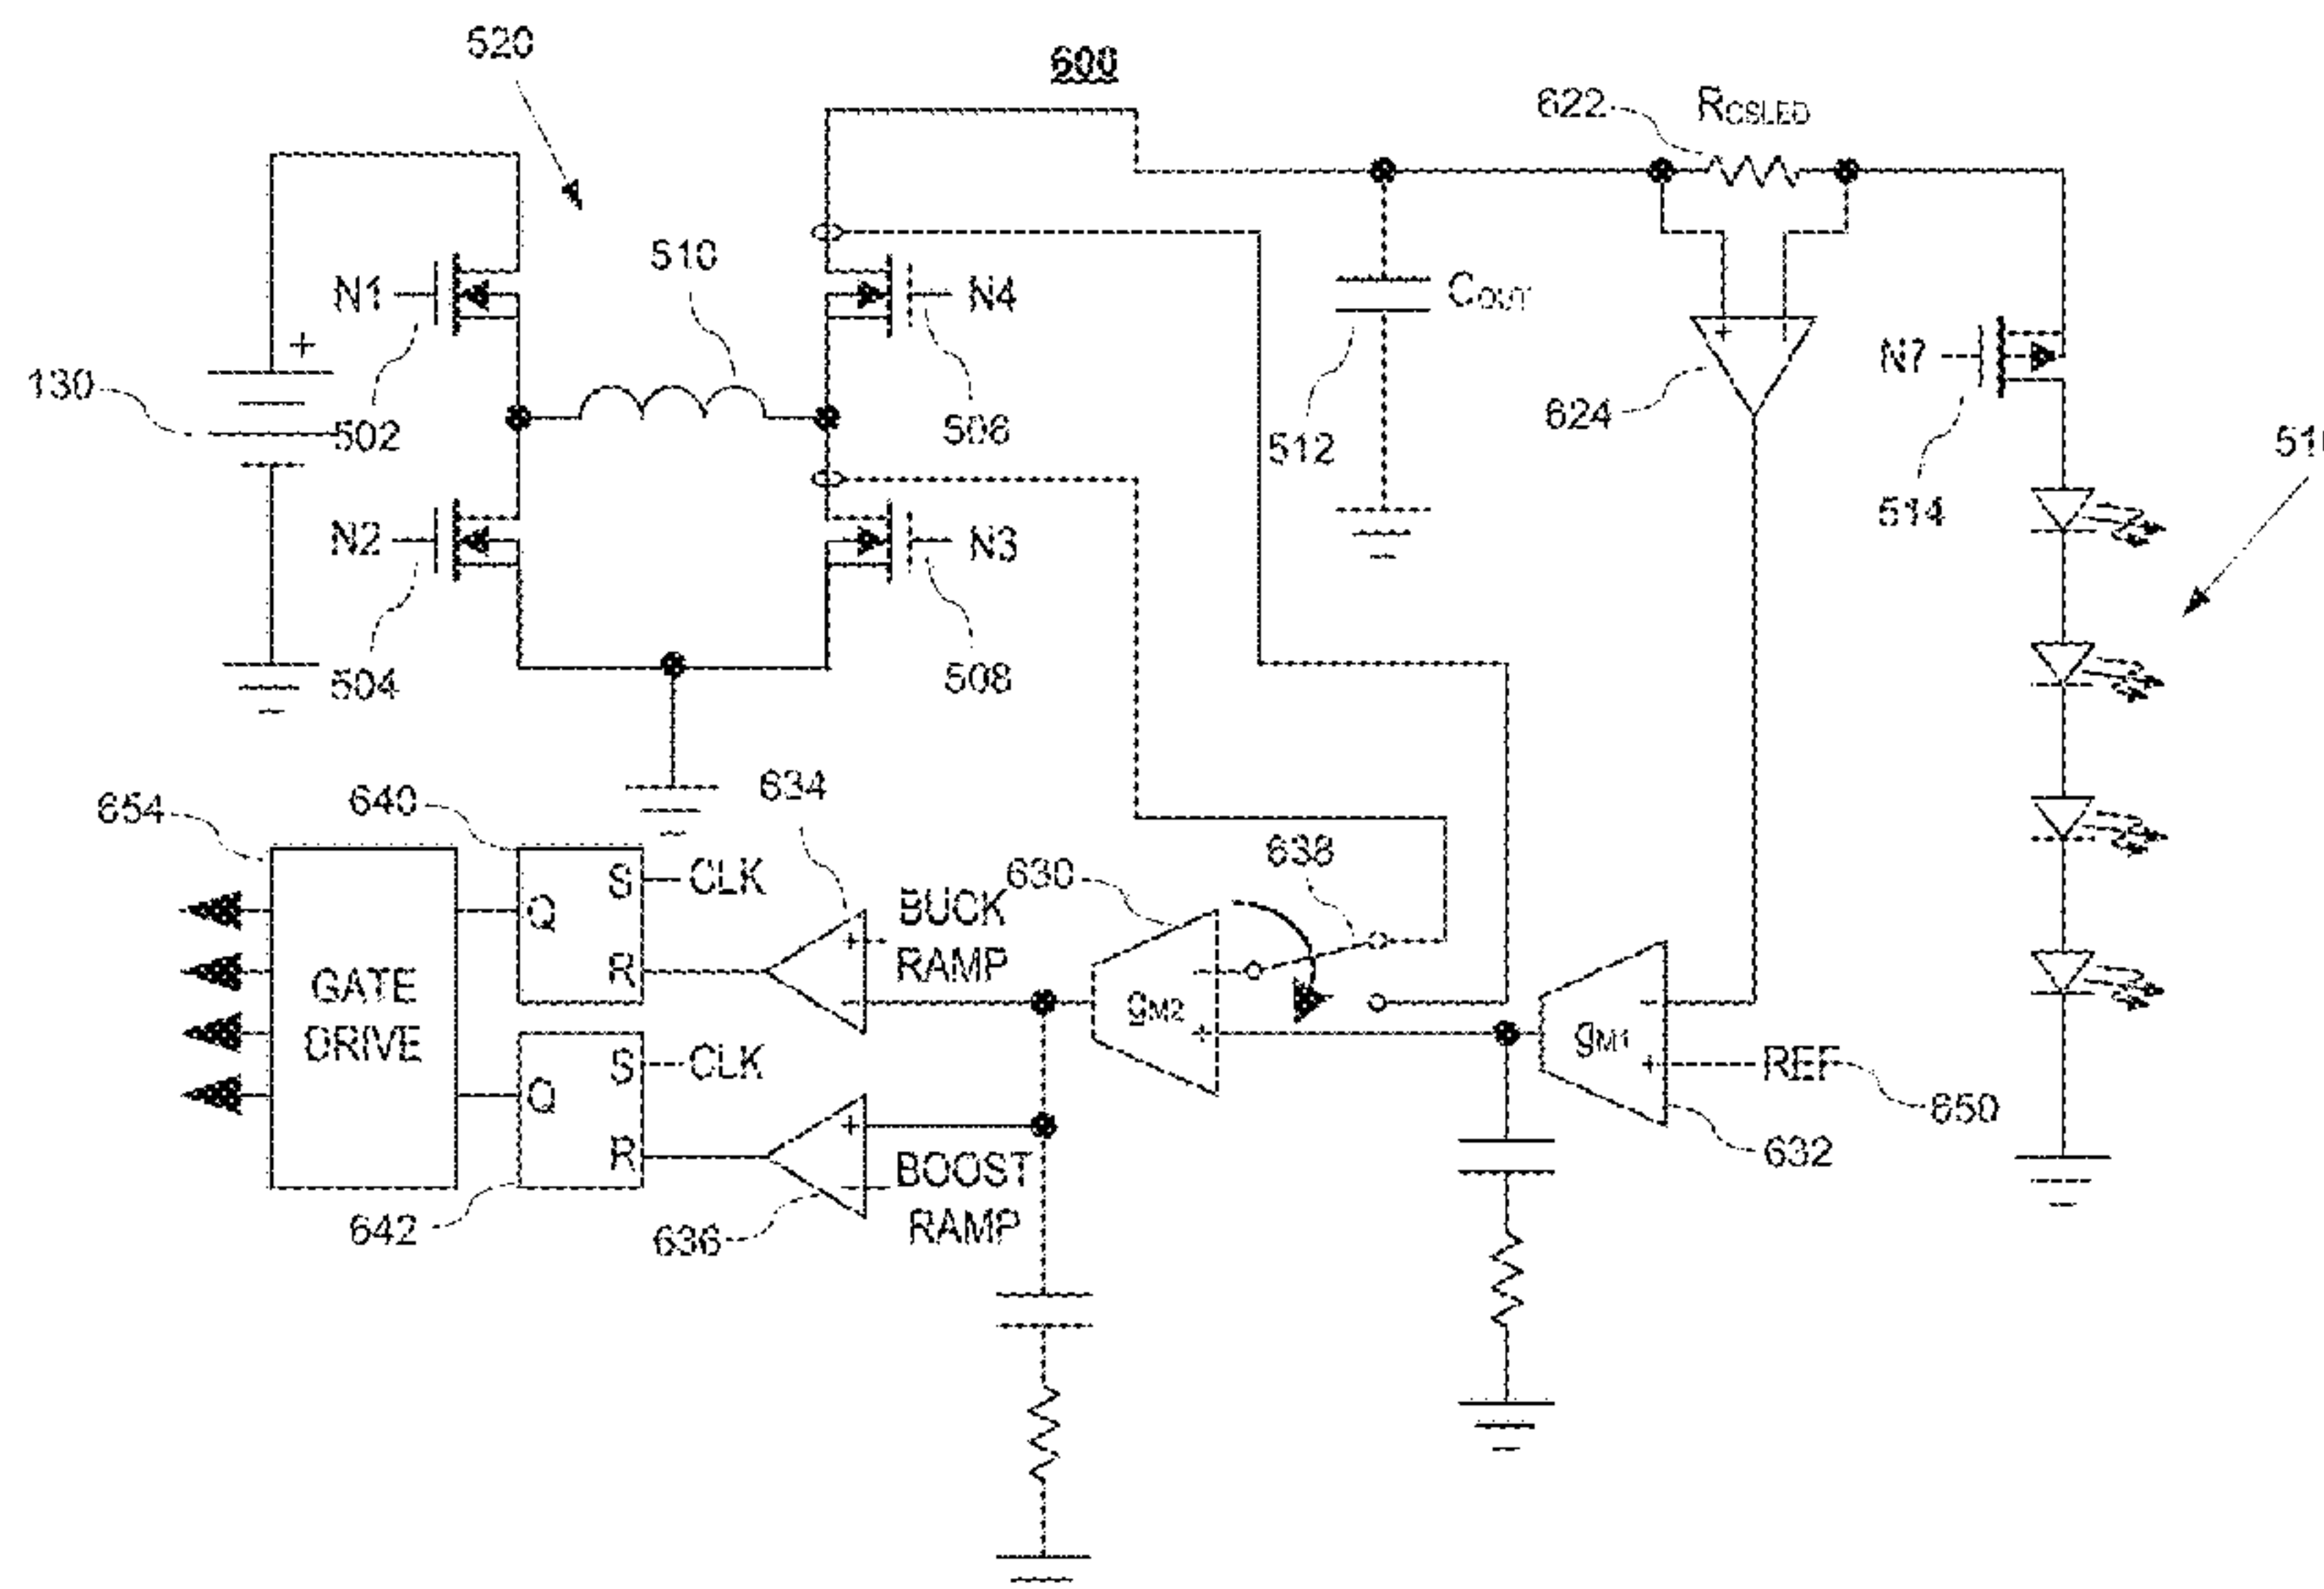 520
600
622
RCSLED
510
N1
N4
COUT
N7
130
502
506
512
624
514
N2
N3
504
508
634
654
640
638
630
S CLK
BUCK
RAMP
Q
R
GATE
DRIVE
gM2
gM1
S CLK
REF
650
Q
632
R
BOOST
RAMP
642
636